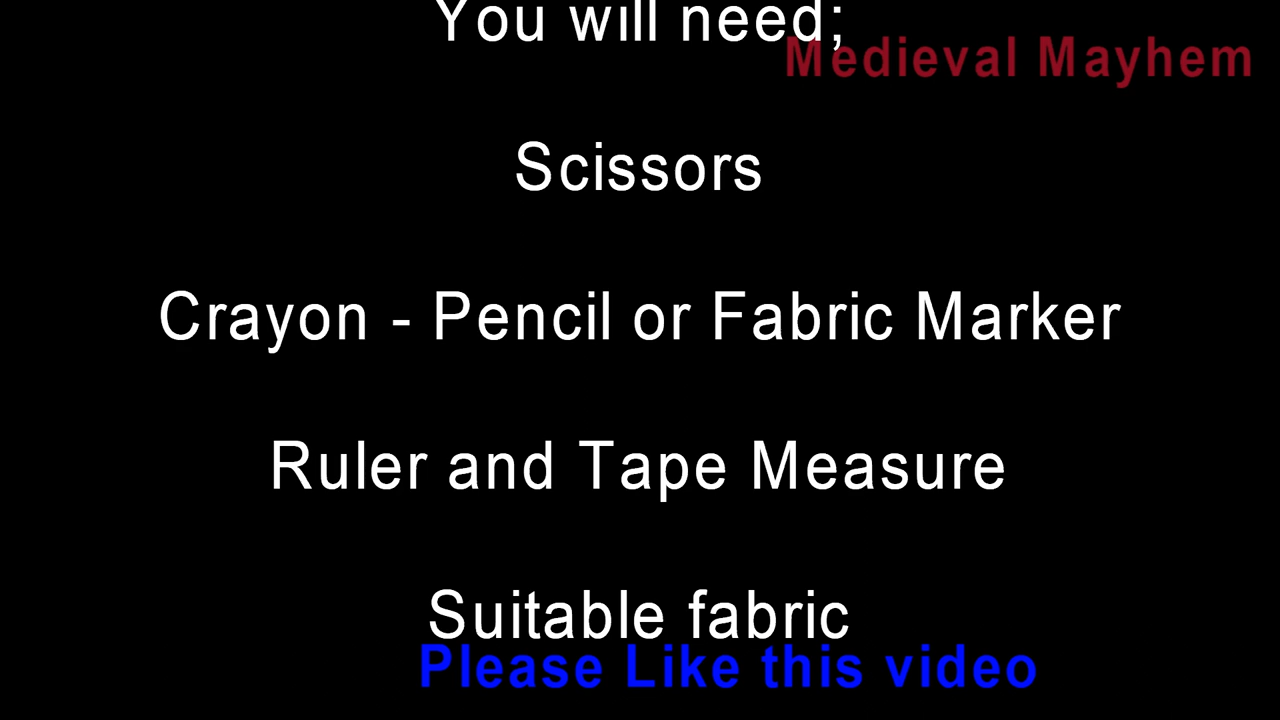 You will need;
Medieval Mayhem
Scissors
Crayon - Pencil or Fabric Marker
Ruler and Tape Measure
Suitable fabric
Please Like this video